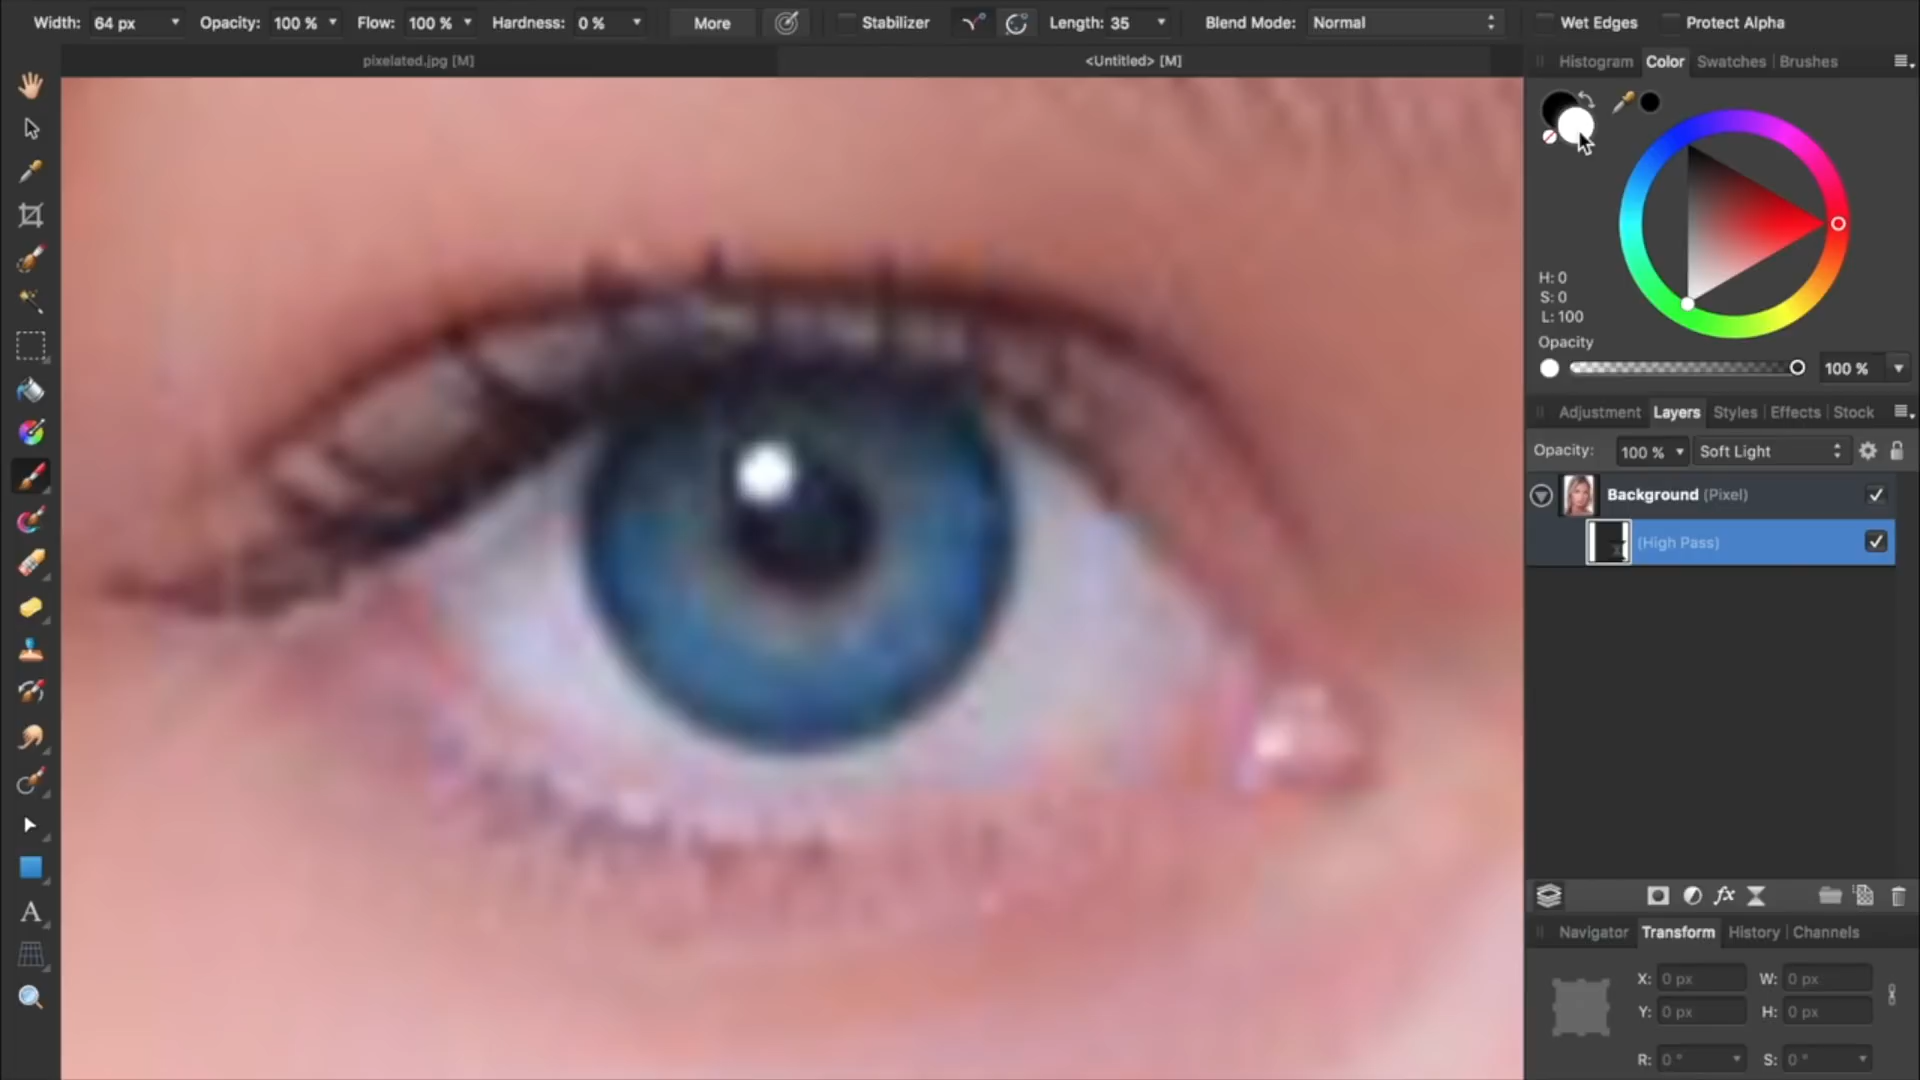 Width: 64 px Opacity: 100 % Flow: 100 % Hardness: 0 % More Stabilizer Length: 35 Blend Mode: Normal Wet Edges Protect Alpha
pixelated.jpg [M] <Untitled> [M]
Histogram Color Swatches Brushes
H: 0
S: 0
L: 100
Opacity
100 %
Adjustment Layers Styles Effects Stock
Opacity: 100 % Soft Light
Background (Pixel)
(High Pass)
fx
Navigator Transform History Channels
X: 0 px W: 0 px
Y: 0 px H: 0 px
R: 0 ° S: 0 °